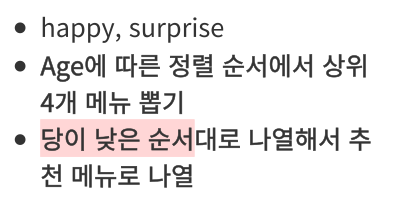 happy, surprise
Age에 따른 정렬 순서에서 상위
4개 메뉴 뽑기
당이 낮은 순서대로 나열해서 추
천 메뉴로 나열